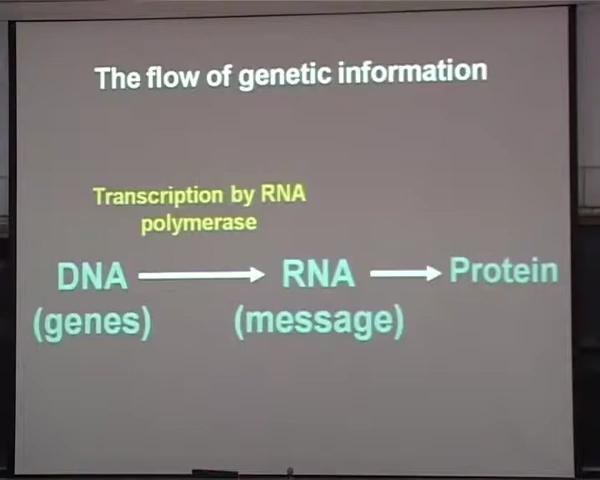 The flow of genetic information
Transcription by RNA
polymerase
DNA RNA Protein
(genes) (message)